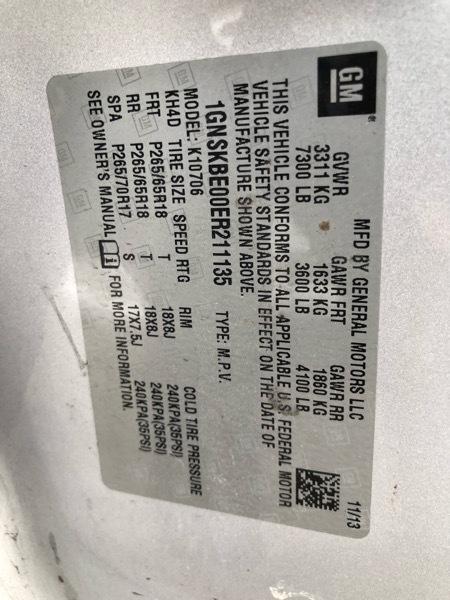 GM ®
MFD BY GENERAL MOTORS LLC 11/13
GVWR GAWR FRT GAWR RR
3311 KG 1633 KG 1860 KG
7300 LB 3600 LB 4100 LB
THIS VEHICLE CONFORMS TO ALL APPLICABLE U.S. FEDERAL MOTOR
VEHICLE SAFETY STANDARDS IN EFFECT ON THE DATE OF
MANUFACTURE SHOWN ABOVE.
1GNSKBE00ER211135 TYPE: M.P.V.
MODEL: K10706
KH4D TIRE SIZE SPEED RTG RIM COLD TIRE PRESSURE
FRT P265/65R18 T 18X8J 240KPA(35PSI)
RR P265/65R18 T 18X8J 240KPA(35PSI)
SPA P265/70R17 S 17X7.5J 240KPA(35PSI)
SEE OWNER'S MANUAL FOR MORE INFORMATION.